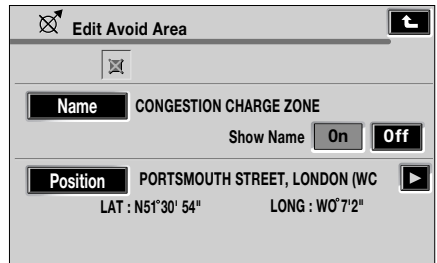 Edit Avoid Area
Name CONGESTION CHARGE ZONE
Show Name On Off
Position PORTSMOUTH STREET, LONDON (WC
LAT : N51°30' 54" LONG : W0°7'2"